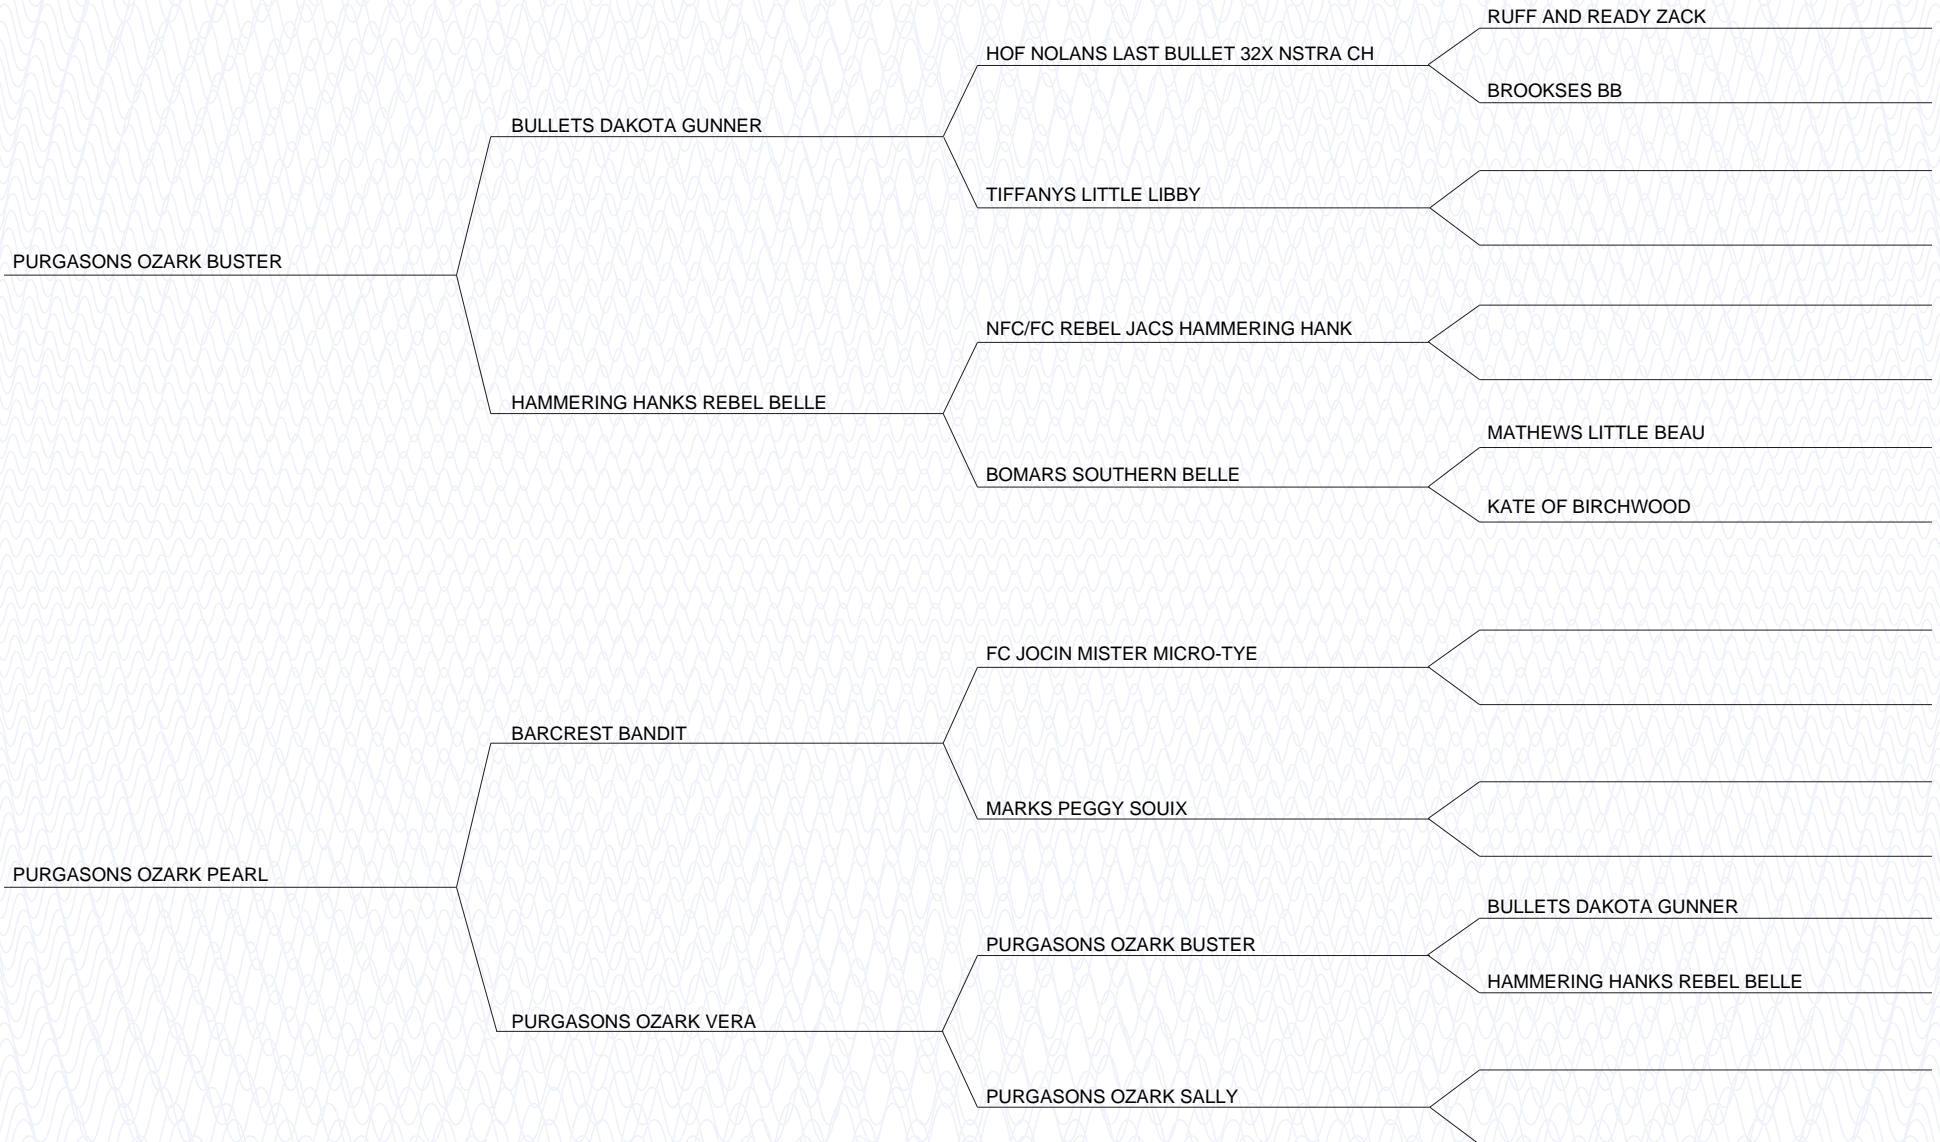 RUFF AND READY ZACK
HOF NOLANS LAST BULLET 32X NSTRA CH
BROOKSES BB
BULLETS DAKOTA GUNNER
TIFFANYS LITTLE LIBBY
PURGASONS OZARK BUSTER
NFC/FC REBEL JACS HAMMERING HANK
HAMMERING HANKS REBEL BELLE
MATHEWS LITTLE BEAU
BOMARS SOUTHERN BELLE
KATE OF BIRCHWOOD
FC JOCIN MISTER MICRO-TYE
BARCREST BANDIT
MARKS PEGGY SOUIX
PURGASONS OZARK PEARL
BULLETS DAKOTA GUNNER
PURGASONS OZARK BUSTER
HAMMERING HANKS REBEL BELLE
PURGASONS OZARK VERA
PURGASONS OZARK SALLY